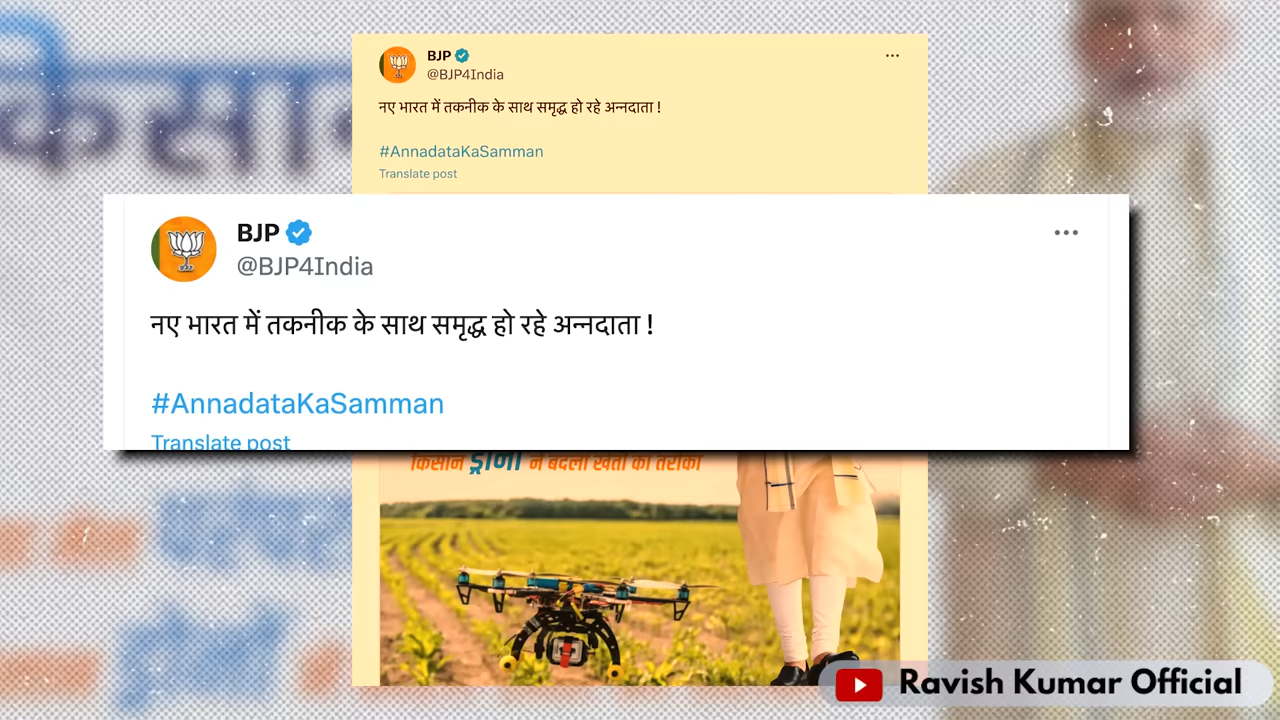 किसान
BJP
@BJP4India
नए भारत में तकनीक के साथ समृद्ध हो रहे अन्नदाता !
#AnnadataKaSamman
Translate post
BJP
@BJP4India
नए भारत में तकनीक के साथ समृद्ध हो रहे अन्नदाता !
#AnnadataKaSamman
Translate post
किसान ड्रोनों ने बदला खेती का तरीका
Ravish Kumar Official